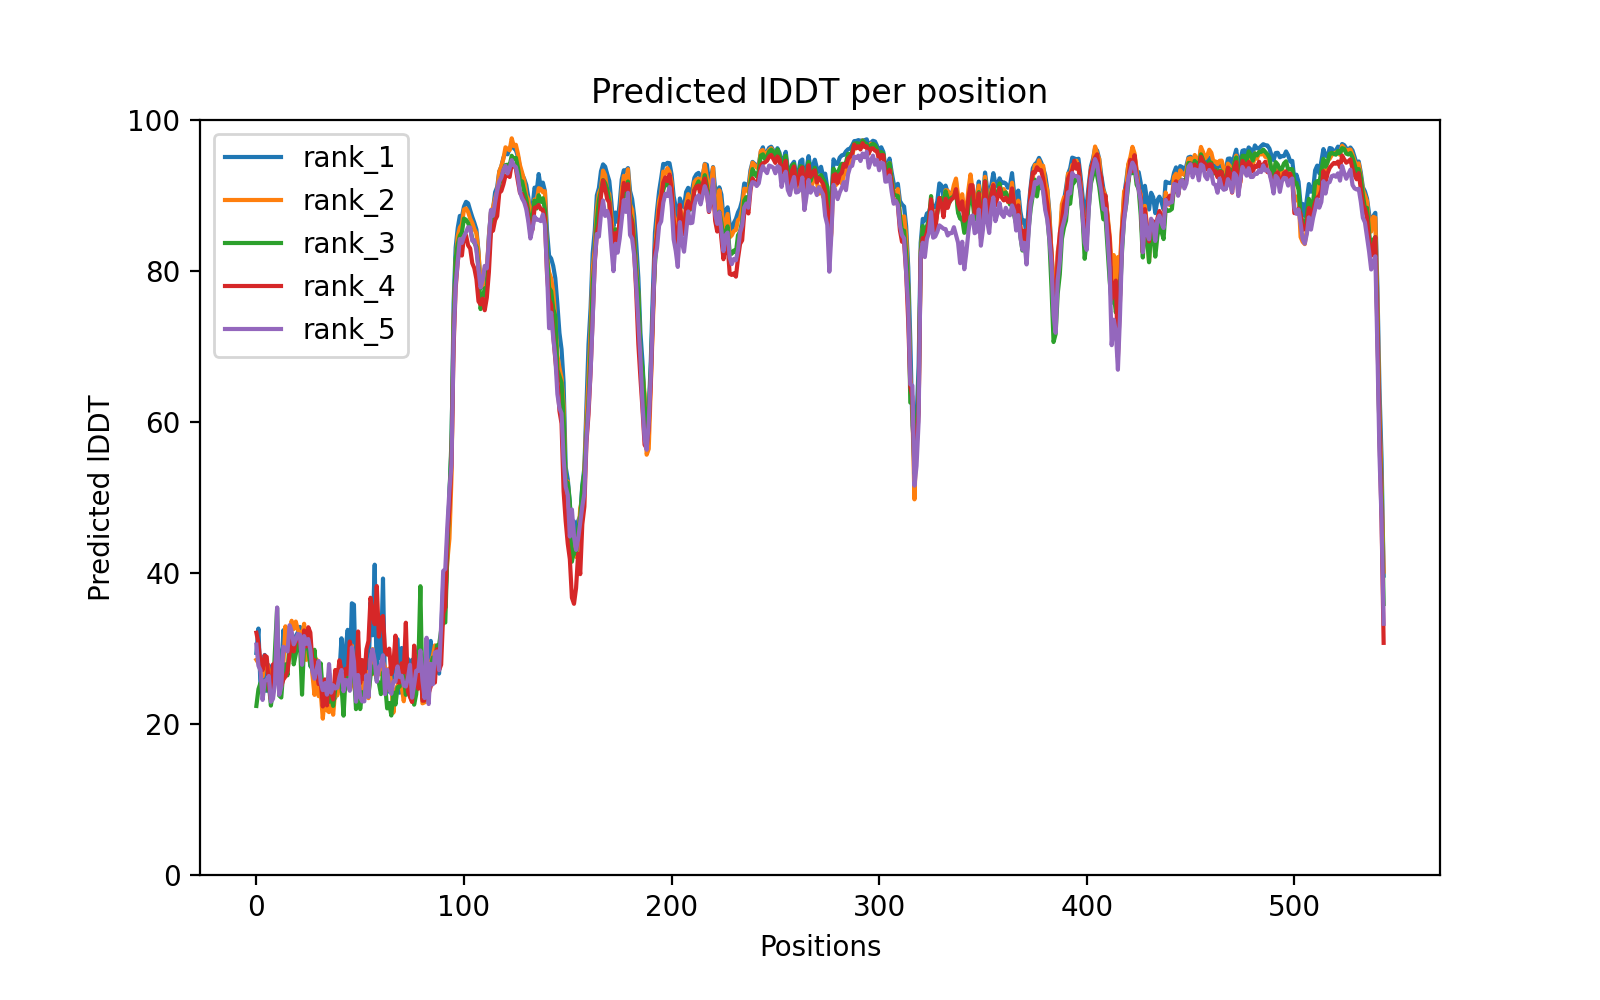 Predicted lDDT per position
100
80
60
40
20
0
Predicted lDDT
rank_1
rank_2
rank_3
rank_4
rank_5
0 100 200 300 400 500
Positions